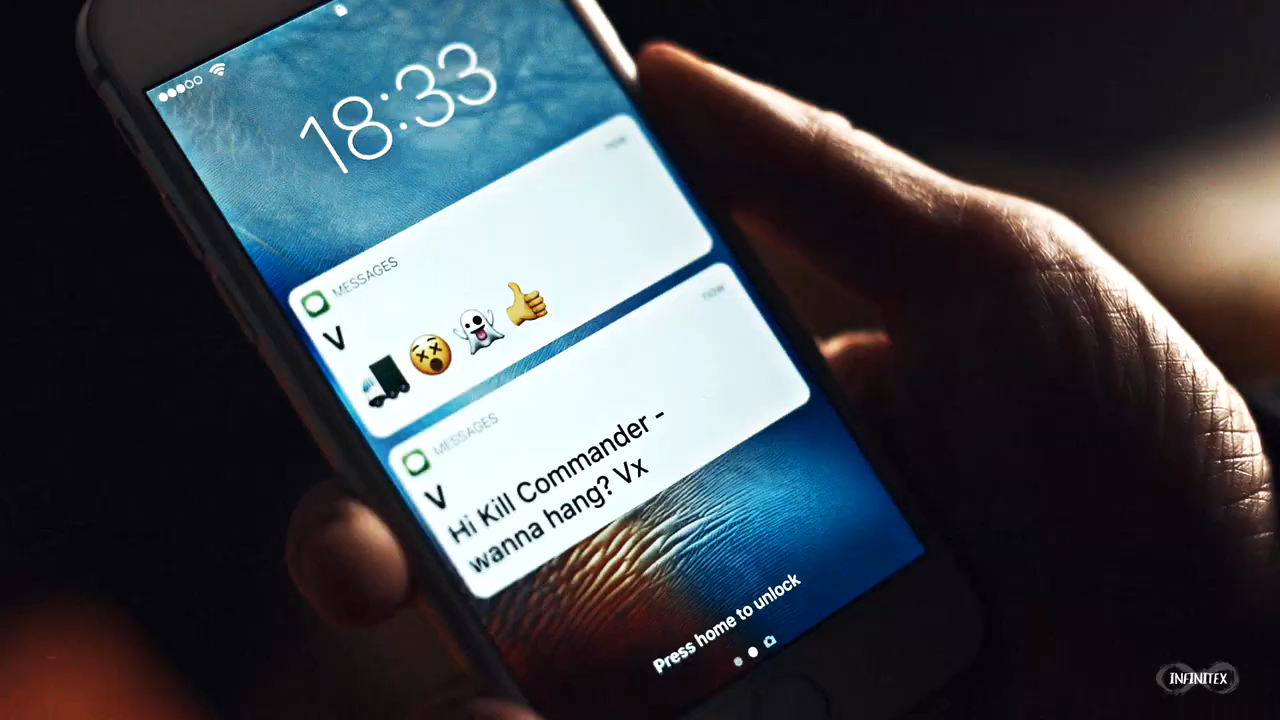 18:33
MESSAGES
now
V
🚚😵👻👍
MESSAGES
now
V
Hi Kill Commander -
wanna hang? Vx
Press home to unlock
INFINITEX